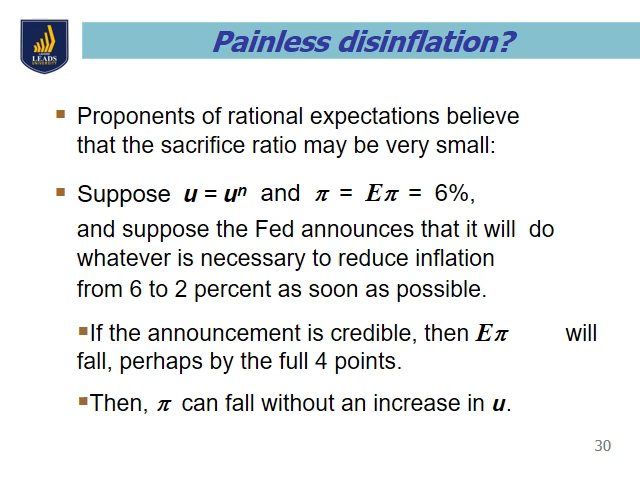 Painless disinflation?
LEADS
UNIVERSITY
▪ Proponents of rational expectations believe
that the sacrifice ratio may be very small:
▪ Suppose u = uⁿ and π = Eπ = 6%,
and suppose the Fed announces that it will do
whatever is necessary to reduce inflation
from 6 to 2 percent as soon as possible.
▪If the announcement is credible, then Eπ will
fall, perhaps by the full 4 points.
▪Then, π can fall without an increase in u.
30